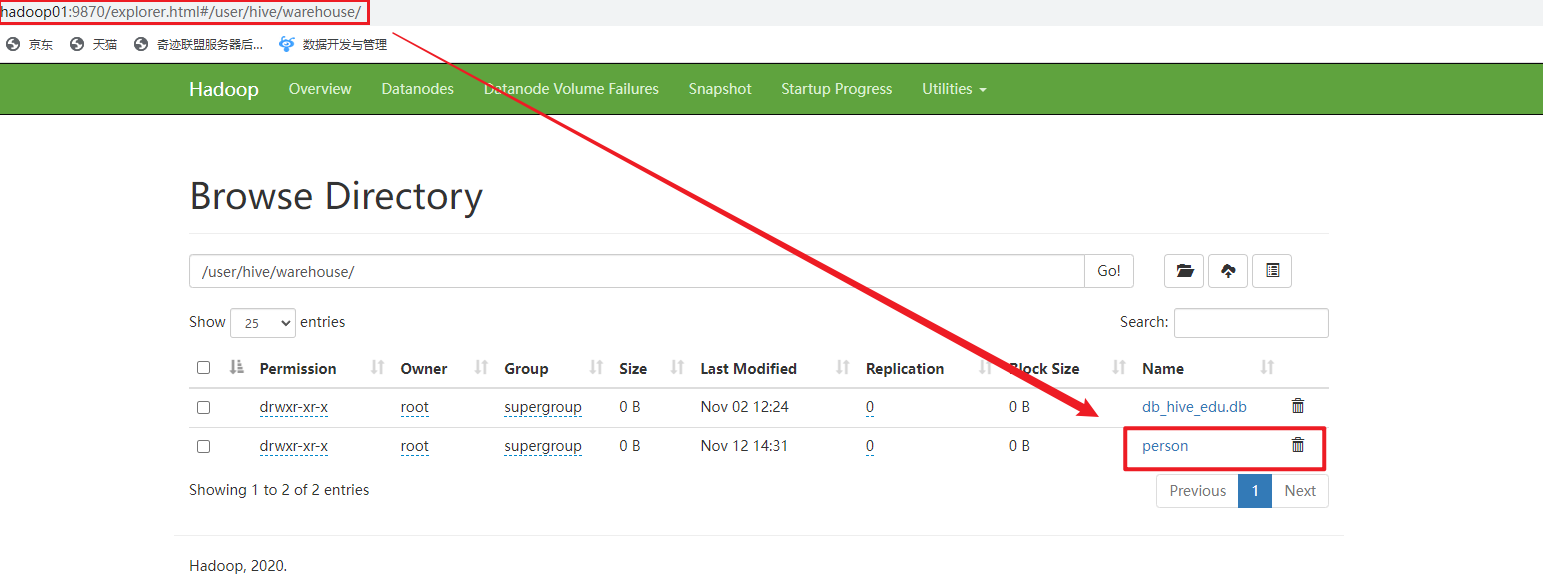 hadoop01:9870/explorer.html#/user/hive/warehouse/
京东 天猫 奇迹联盟服务器后... 数据开发与管理
Hadoop Overview Datanodes Datanode Volume Failures Snapshot Startup Progress Utilities
Browse Directory
/user/hive/warehouse/ Go!
Show 25 entries Search:
Permission Owner Group Size Last Modified Replication Block Size Name
drwxr-xr-x root supergroup 0 B Nov 02 12:24 0 0 B db_hive_edu.db
drwxr-xr-x root supergroup 0 B Nov 12 14:31 0 0 B person
Showing 1 to 2 of 2 entries Previous 1 Next
Hadoop, 2020.